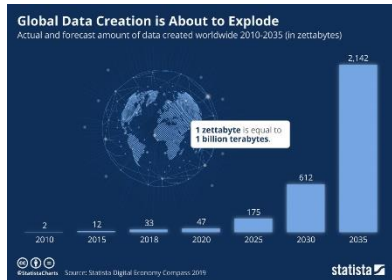 Global Data Creation is About to Explode
Actual and forecast amount of data created worldwide 2010-2035 (in zettabytes)
2,142
1 zettabyte is equal to
1 billion terabytes.
612
175
47
33
12
2
2010 2015 2018 2020 2025 2030 2035
@StatistaCharts Source: Statista Digital Economy Compass 2019
statista